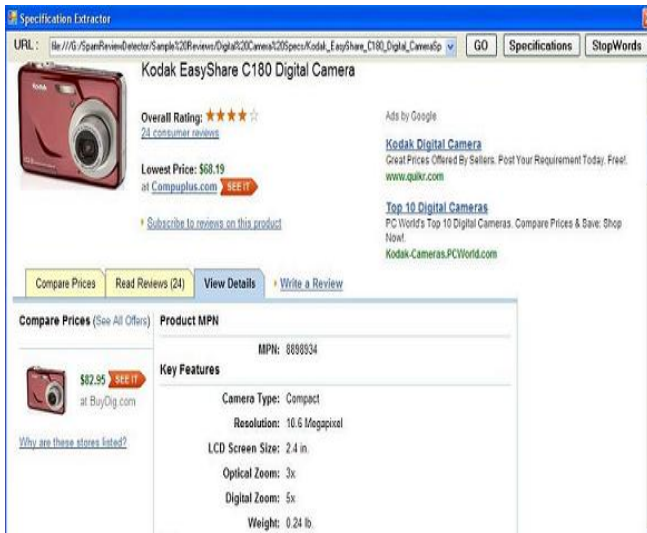 Specification Extractor
URL : file:///G:/SpamReviewDetector/Sample%20Reviews/Digital%20Camera%20Specs/Kodak_EasyShare_C180_Digital_CameraSp GO Specifications StopWords
Kodak EasyShare C180 Digital Camera
Overall Rating:
24 consumer reviews
Lowest Price: $68.19
at Compuplus.com SEE IT
Subscribe to reviews on this product
Ads by Google
Kodak Digital Camera
Great Prices Offered By Sellers. Post Your Requirement Today. Free!.
www.quikr.com
Top 10 Digital Cameras
PC World's Top 10 Digital Cameras. Compare Prices & Save: Shop
Now!.
Kodak-Cameras.PCWorld.com
Compare Prices Read Reviews (24) View Details Write a Review
Compare Prices (See All Offers)
$82.95 SEE IT
at BuyDig.com
Why are these stores listed?
Product MPN
MPN: 8898934
Key Features
Camera Type: Compact
Resolution: 10.6 Megapixel
LCD Screen Size: 2.4 in.
Optical Zoom: 3x
Digital Zoom: 5x
Weight: 0.24 lb.